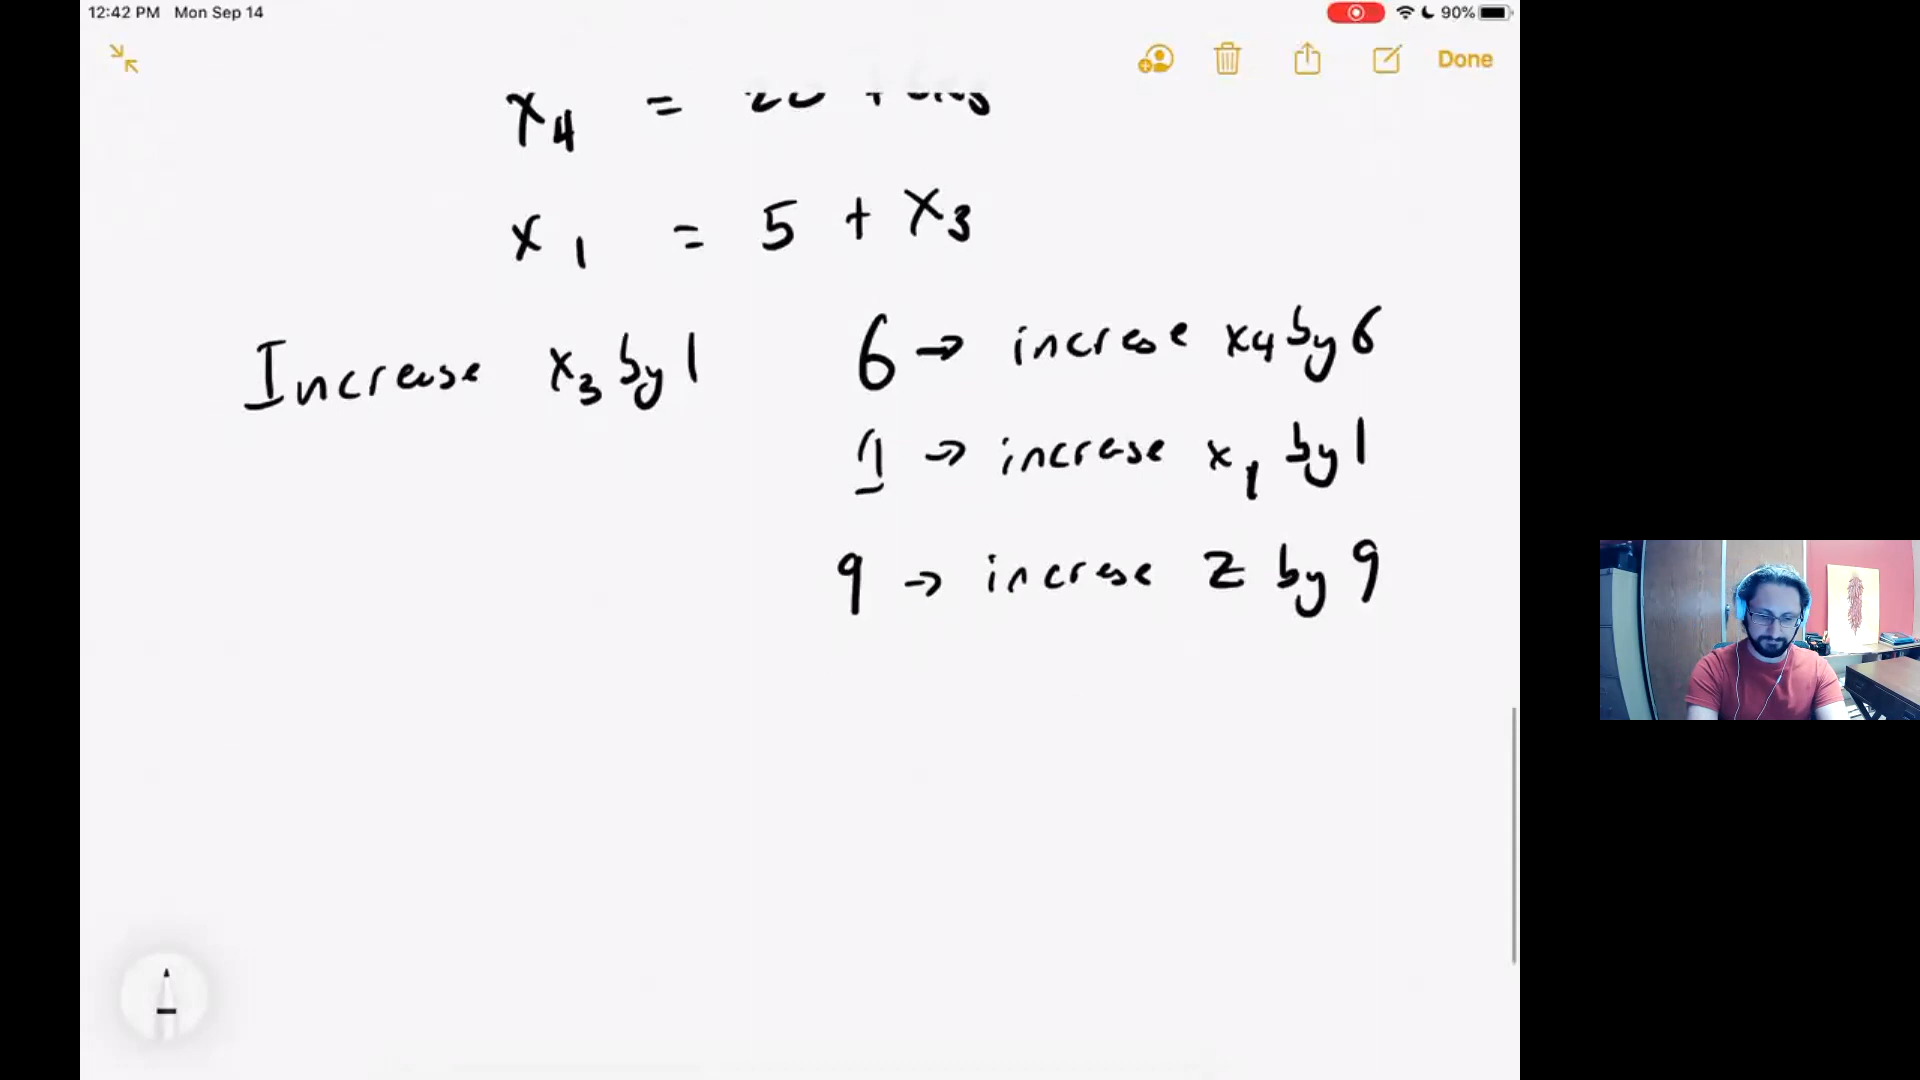 12:42 PM Mon Sep 14 90%
Done
x4 =
x1 = 5 + x3
Increase x3 by 1 6 → increase x4 by 6
1 → increase x1 by 1
9 → increase z by 9